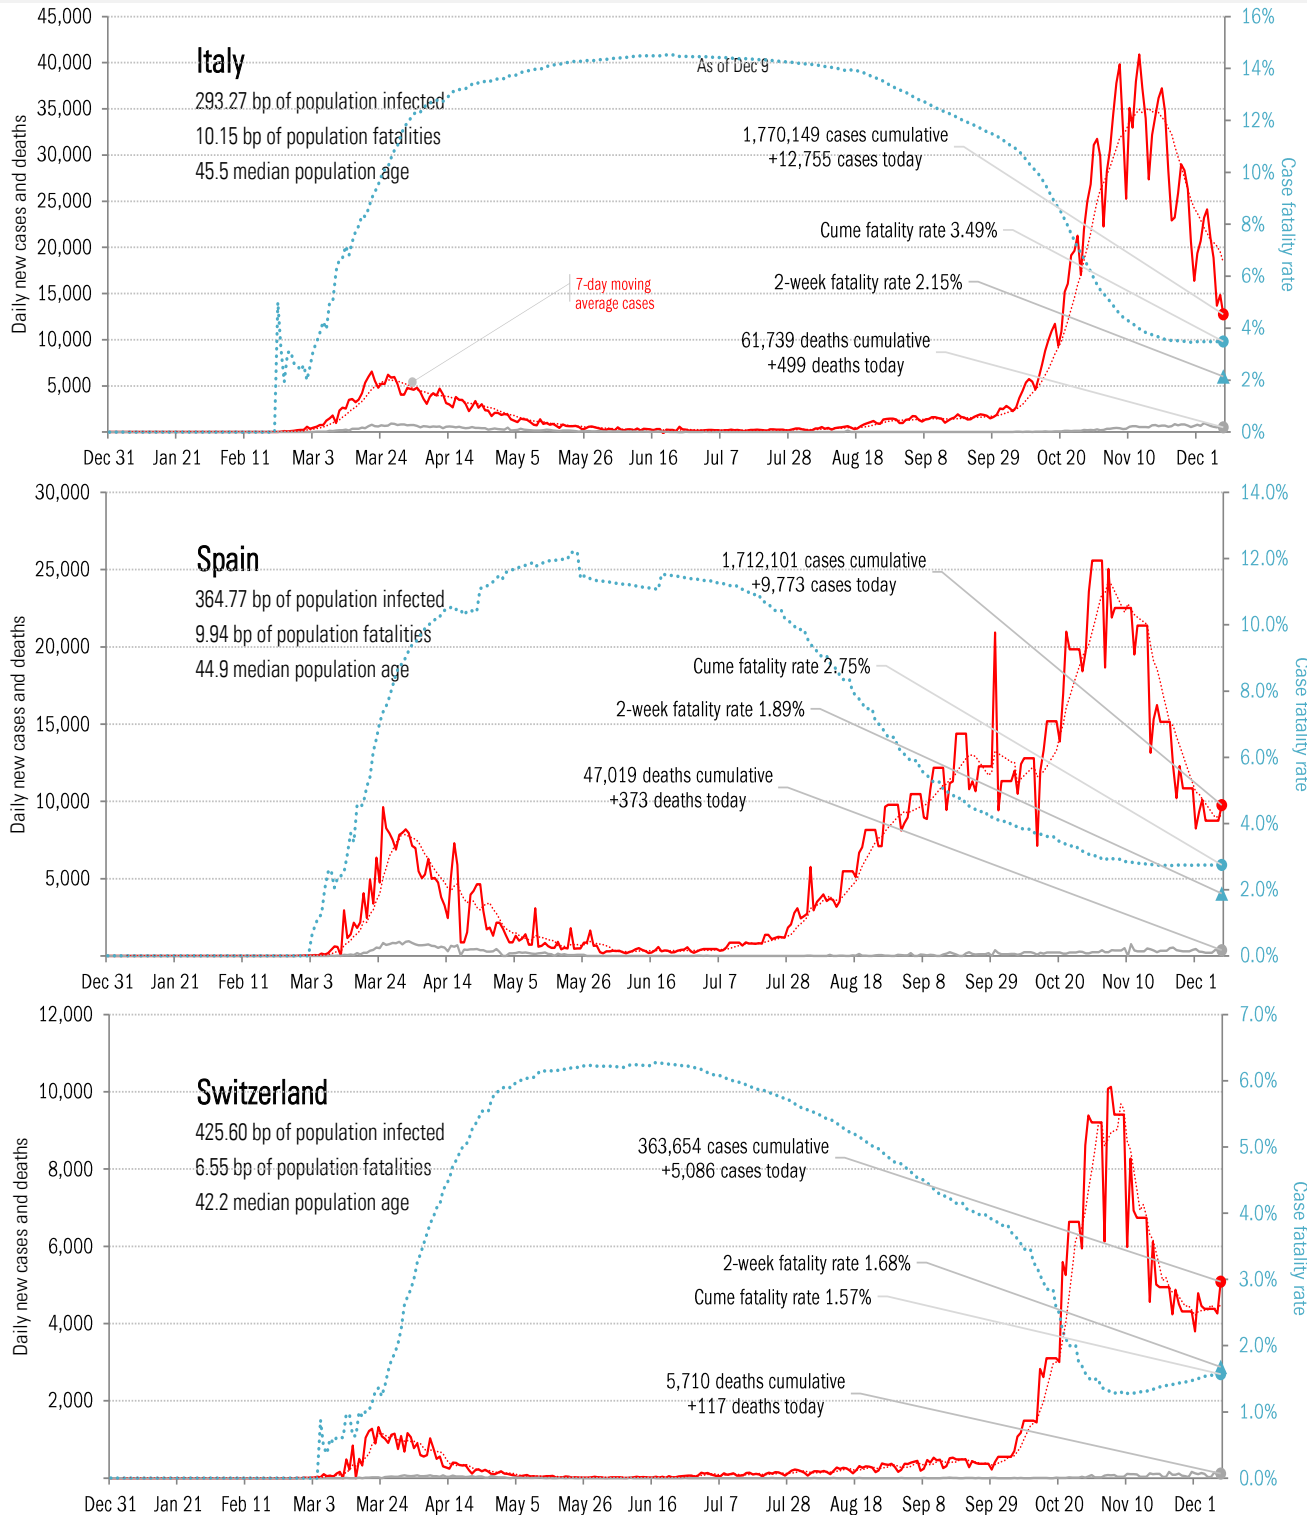 45,000
40,000
35,000
30,000
25,000
20,000
15,000
10,000
5,000
Daily new cases and deaths
Italy
293.27 bp of population infected
10.15 bp of population fatalities
45.5 median population age
As of Dec 9
1,770,149 cases cumulative
+12,755 cases today
Cume fatality rate 3.49%
2-week fatality rate 2.15%
61,739 deaths cumulative
+499 deaths today
7-day moving
average cases
16%
14%
12%
10%
8%
6%
4%
2%
0%
Case fatality rate
Dec 31 Jan 21 Feb 11 Mar 3 Mar 24 Apr 14 May 5 May 26 Jun 16 Jul 7 Jul 28 Aug 18 Sep 8 Sep 29 Oct 20 Nov 10 Dec 1
30,000
25,000
20,000
15,000
10,000
5,000
Daily new cases and deaths
Spain
364.77 bp of population infected
9.94 bp of population fatalities
44.9 median population age
1,712,101 cases cumulative
+9,773 cases today
Cume fatality rate 2.75%
2-week fatality rate 1.89%
47,019 deaths cumulative
+373 deaths today
14.0%
12.0%
10.0%
8.0%
6.0%
4.0%
2.0%
0.0%
Case fatality rate
Dec 31 Jan 21 Feb 11 Mar 3 Mar 24 Apr 14 May 5 May 26 Jun 16 Jul 7 Jul 28 Aug 18 Sep 8 Sep 29 Oct 20 Nov 10 Dec 1
12,000
10,000
8,000
6,000
4,000
2,000
Daily new cases and deaths
Switzerland
425.60 bp of population infected
6.55 bp of population fatalities
42.2 median population age
363,654 cases cumulative
+5,086 cases today
2-week fatality rate 1.68%
Cume fatality rate 1.57%
5,710 deaths cumulative
+117 deaths today
7.0%
6.0%
5.0%
4.0%
3.0%
2.0%
1.0%
0.0%
Case fatality rate
Dec 31 Jan 21 Feb 11 Mar 3 Mar 24 Apr 14 May 5 May 26 Jun 16 Jul 7 Jul 28 Aug 18 Sep 8 Sep 29 Oct 20 Nov 10 Dec 1